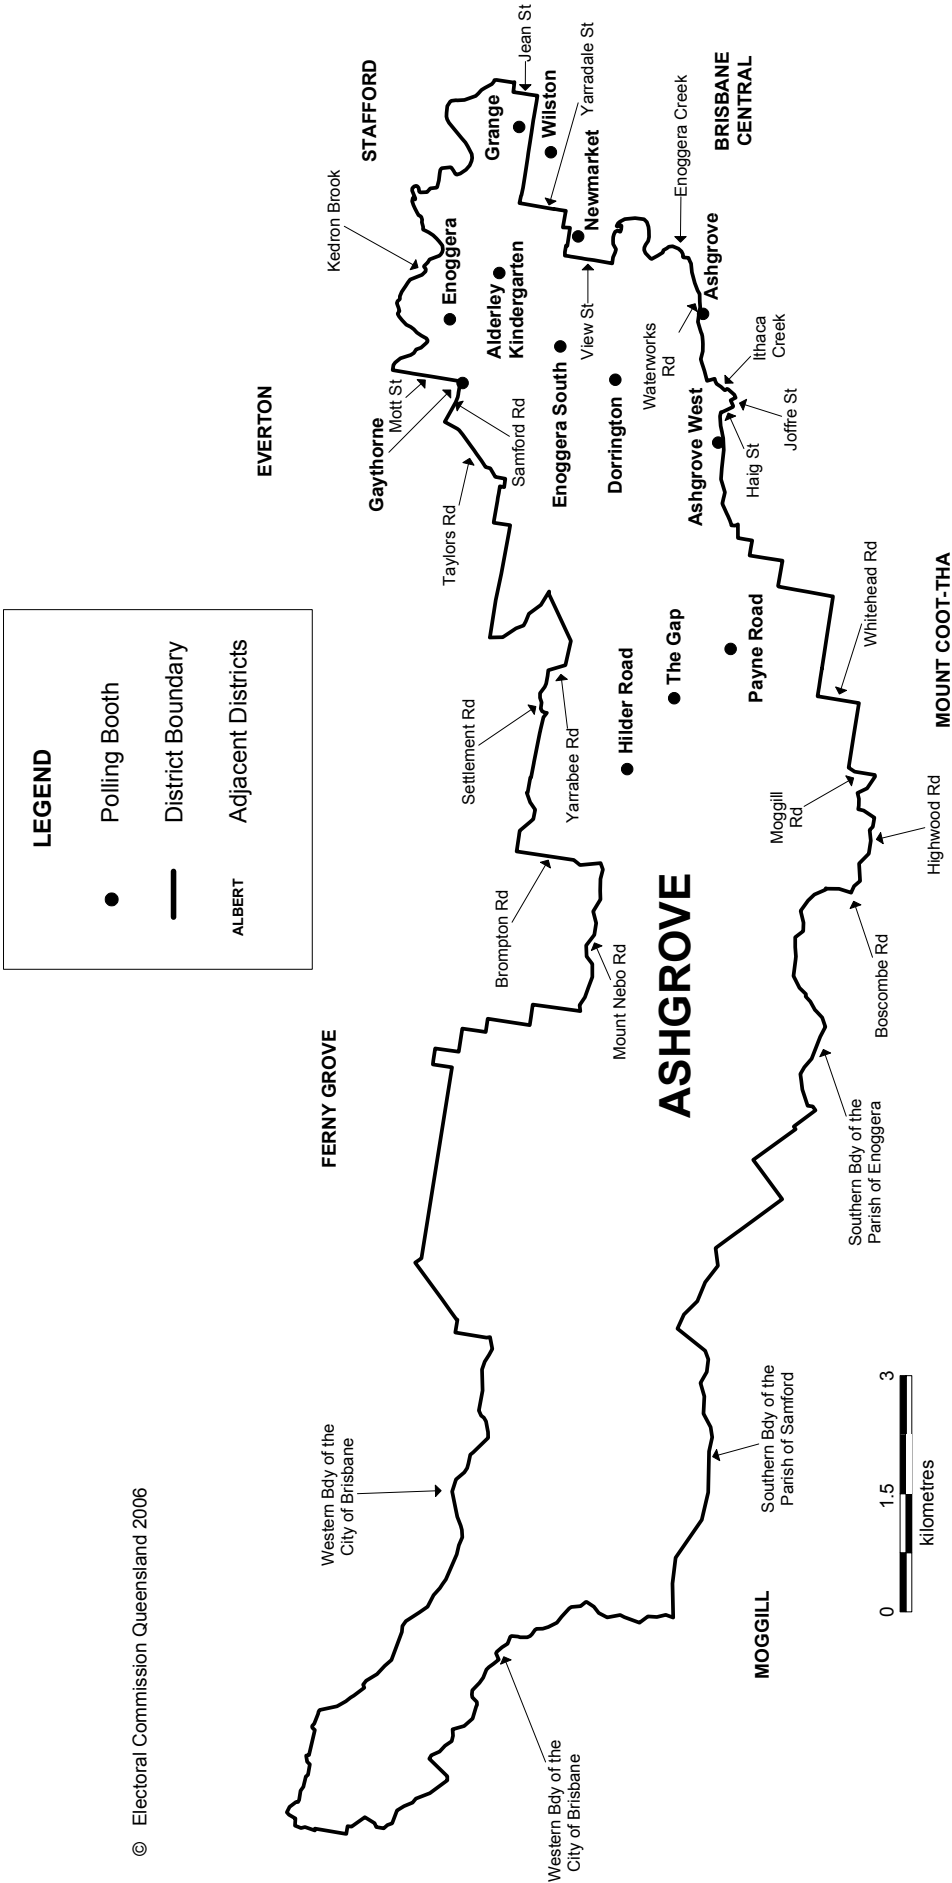 © Electoral Commission Queensland 2006
LEGEND
Polling Booth
District Boundary
ALBERT
Adjacent Districts
FERNY GROVE
EVERTON
STAFFORD
Western Bdy of the
City of Brisbane
Brompton Rd
Settlement Rd
Taylors Rd
Gaythorne
Mott St
Samford Rd
Kedron Brook
Enoggera
Alderley
Kindergarten
Grange
Jean St
Wilston
Yarradale St
Newmarket
View St
Enoggera South
Dorrington
Waterworks
Rd
Enoggera Creek
BRISBANE
CENTRAL
Ashgrove
Ithaca
Creek
Joffre St
Haig St
Ashgrove West
Yarrabee Rd
Hilder Road
The Gap
Payne Road
Mount Nebo Rd
ASHGROVE
Whitehead Rd
MOUNT COOT-THA
Moggill
Rd
Highwood Rd
Boscombe Rd
Southern Bdy of the
Parish of Enoggera
Southern Bdy of the
Parish of Samford
Western Bdy of the
City of Brisbane
MOGGILL
0 1.5 3
kilometres